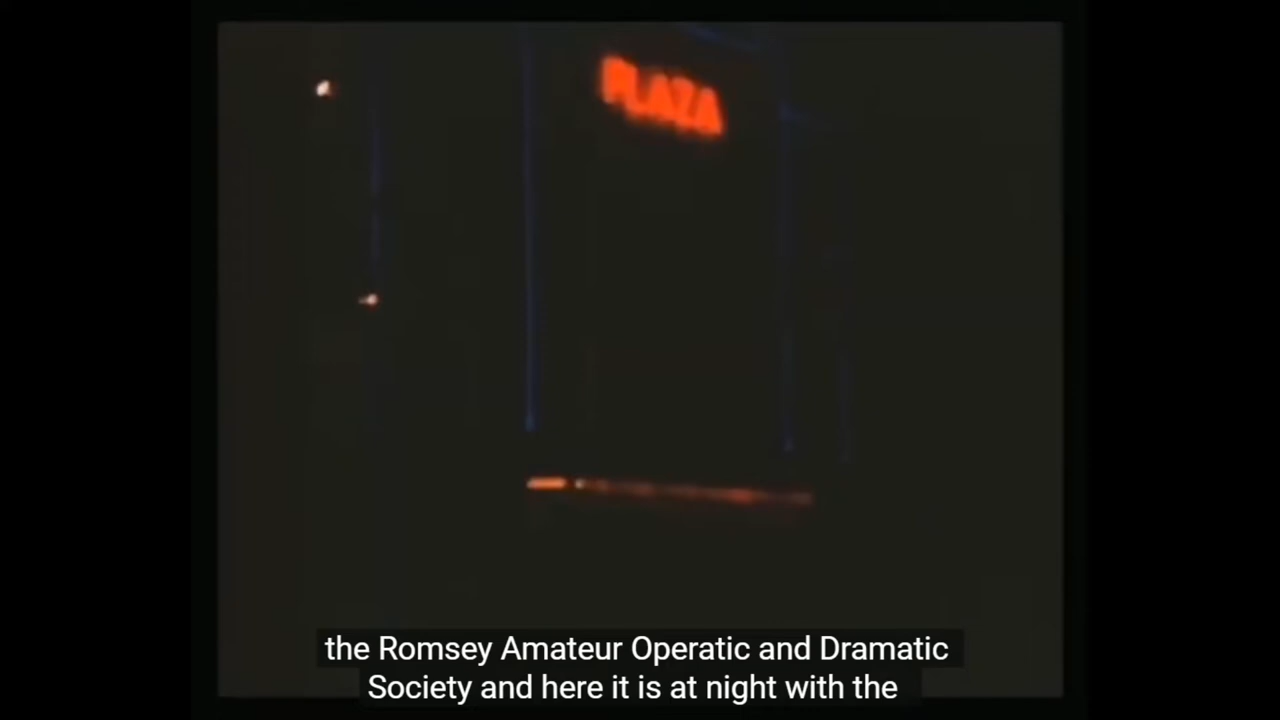 PLAZA
the Romsey Amateur Operatic and Dramatic
Society and here it is at night with the